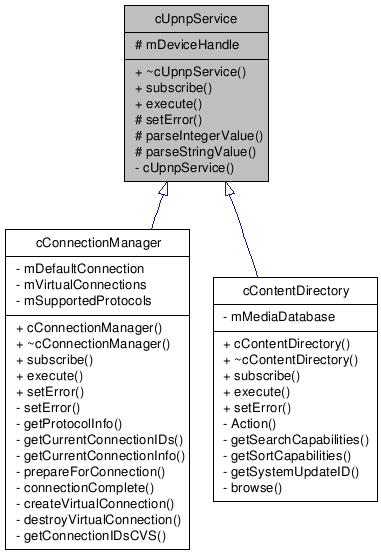 cUpnpService
# mDeviceHandle
+ ~cUpnpService()
+ subscribe()
+ execute()
# setError()
# parseIntegerValue()
# parseStringValue()
- cUpnpService()
cConnectionManager
- mDefaultConnection
- mVirtualConnections
- mSupportedProtocols
+ cConnectionManager()
+ ~cConnectionManager()
+ subscribe()
+ execute()
+ setError()
- setError()
- getProtocolInfo()
- getCurrentConnectionIDs()
- getCurrentConnectionInfo()
- prepareForConnection()
- connectionComplete()
- createVirtualConnection()
- destroyVirtualConnection()
- getConnectionIDsCVS()
cContentDirectory
- mMediaDatabase
+ cContentDirectory()
+ ~cContentDirectory()
+ subscribe()
+ execute()
+ setError()
- Action()
- getSearchCapabilities()
- getSortCapabilities()
- getSystemUpdateID()
- browse()